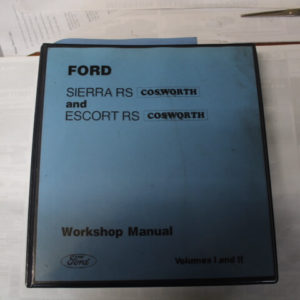 FORD
SIERRA RS COSWORTH
and
ESCORT RS COSWORTH
Workshop Manual
Ford
Volumes I and II